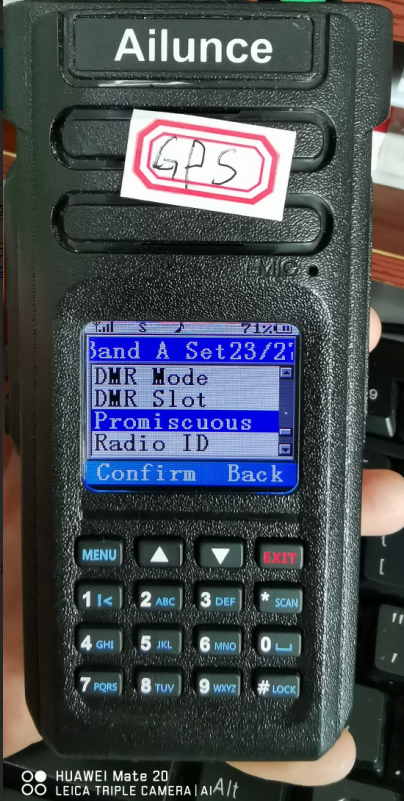 Ailunce
GPS
MIC
S 71%
Band A Set23/2
DMR Mode
DMR Slot
Promiscuous
Radio ID
Confirm Back
MENU EXIT
1 2 ABC 3 DEF * SCAN
4 GHI 5 JKL 6 MNO 0
7 PQRS 8 TUV 9 WXYZ # LOCK
9
[
Alt
HUAWEI Mate 20
LEICA TRIPLE CAMERA | AI